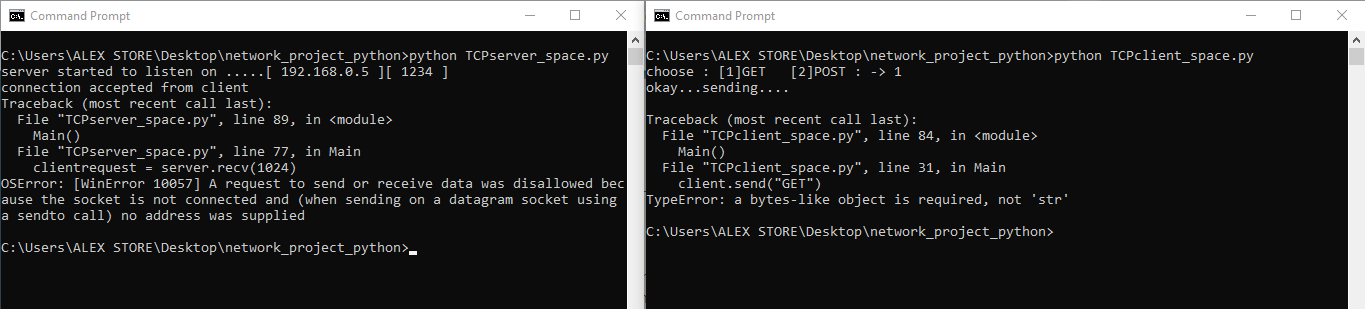 Command Prompt
C:\Users\ALEX STORE\Desktop\network_project_python>python TCPserver_space.py
server started to listen on .....[ 192.168.0.5 ][ 1234 ]
connection accepted from client
Traceback (most recent call last):
  File "TCPserver_space.py", line 89, in <module>
    Main()
  File "TCPserver_space.py", line 77, in Main
    clientrequest = server.recv(1024)
OSError: [WinError 10057] A request to send or receive data was disallowed bec
ause the socket is not connected and (when sending on a datagram socket using
a sendto call) no address was supplied
C:\Users\ALEX STORE\Desktop\network_project_python>
Command Prompt
C:\Users\ALEX STORE\Desktop\network_project_python>python TCPclient_space.py
choose : [1]GET   [2]POST : -> 1
okay...sending....
Traceback (most recent call last):
  File "TCPclient_space.py", line 84, in <module>
    Main()
  File "TCPclient_space.py", line 31, in Main
    client.send("GET")
TypeError: a bytes-like object is required, not 'str'
C:\Users\ALEX STORE\Desktop\network_project_python>